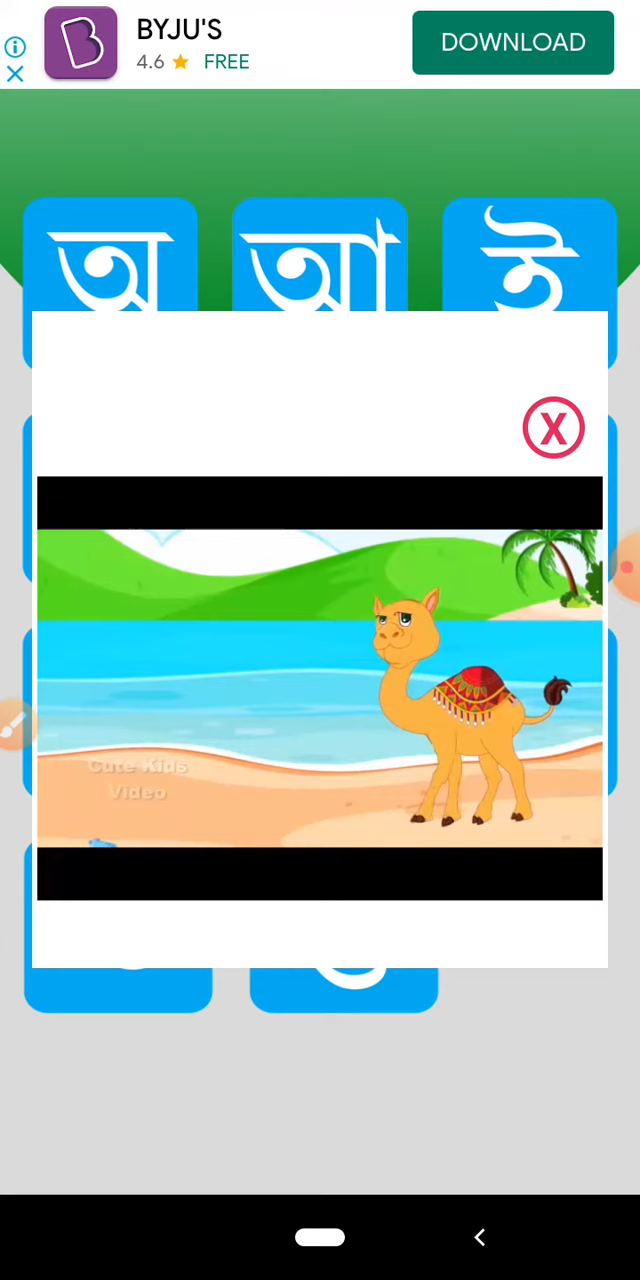 BYJU'S
4.6 ★ FREE
DOWNLOAD
অ আ ই
X
Cute Kids
Video